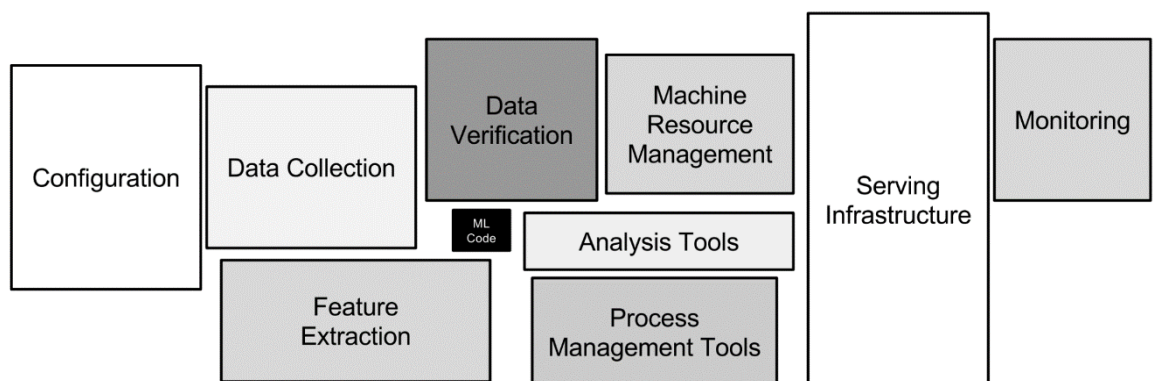 Configuration
Data Collection
Feature
Extraction
Data
Verification
ML
Code
Machine
Resource
Management
Analysis Tools
Process
Management Tools
Serving
Infrastructure
Monitoring